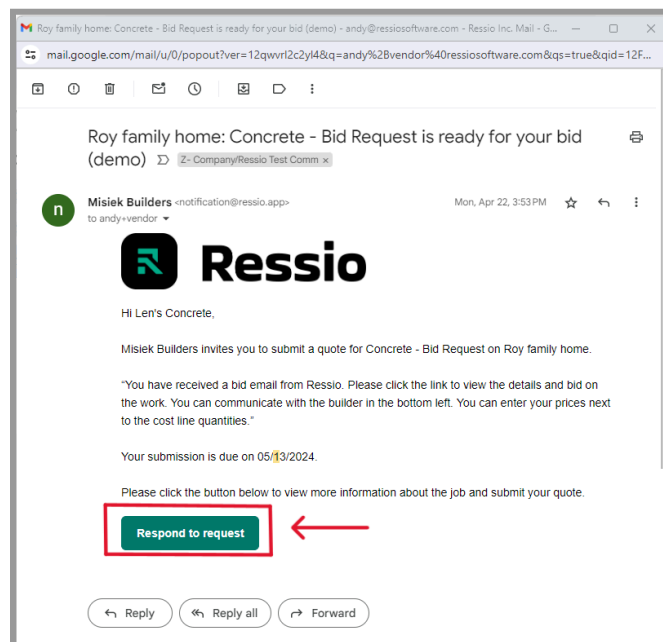 Roy family home: Concrete - Bid Request is ready for your bid (demo) - andy@ressiosoftware.com - Ressio Inc. Mail - G...
mail.google.com/mail/u/0/popout?ver=12qwvrl2c2yl4&q=andy%2Bvendor%40ressiosoftware.com&qs=true&qid=12F...
Roy family home: Concrete - Bid Request is ready for your bid
(demo) Z- Company/Ressio Test Comm x
n
Misiek Builders <notification@ressio.app> Mon, Apr 22, 3:53 PM
to andy+vendor
Ressio
Hi Len's Concrete,
Misiek Builders invites you to submit a quote for Concrete - Bid Request on Roy family home.
“You have received a bid email from Ressio. Please click the link to view the details and bid on
the work. You can communicate with the builder in the bottom left. You can enter your prices next
to the cost line quantities.”
Your submission is due on 05/13/2024.
Please click the button below to view more information about the job and submit your quote.
Respond to request
Reply Reply all Forward